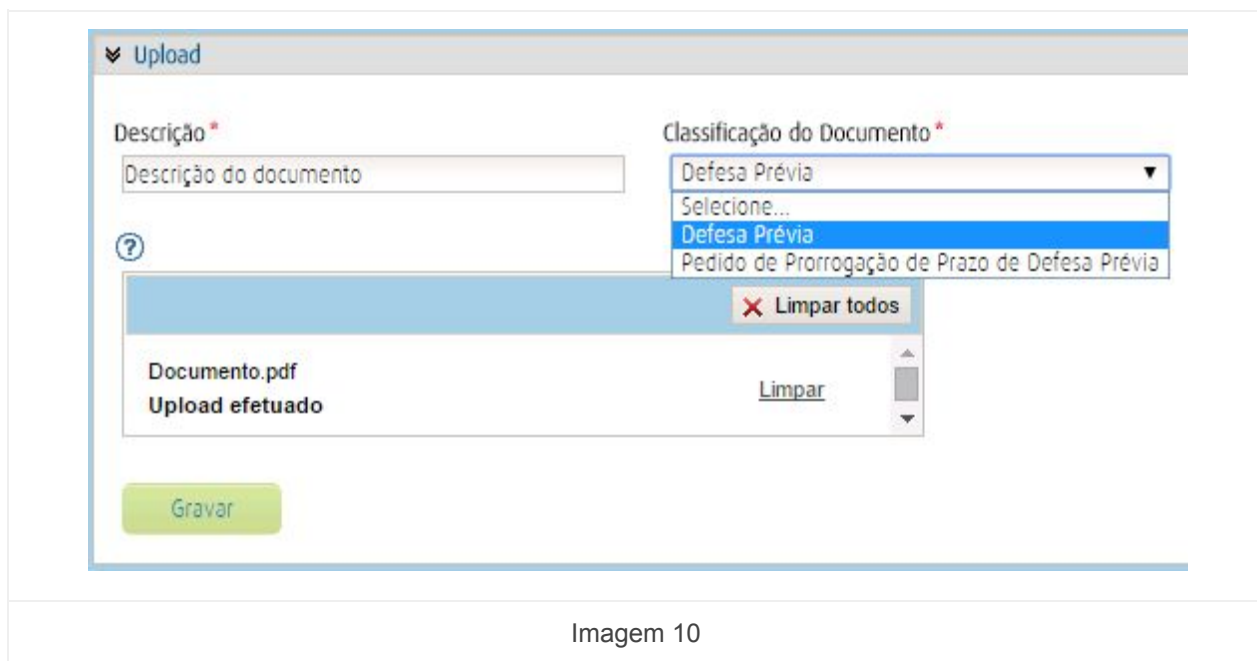 Upload
Descrição * Classificação do Documento *
Descrição do documento Defesa Prévia
Selecione...
Defesa Prévia
Pedido de Prorrogação de Prazo de Defesa Prévia
Limpar todos
Documento.pdf
Upload efetuado
Limpar
Gravar
Imagem 10